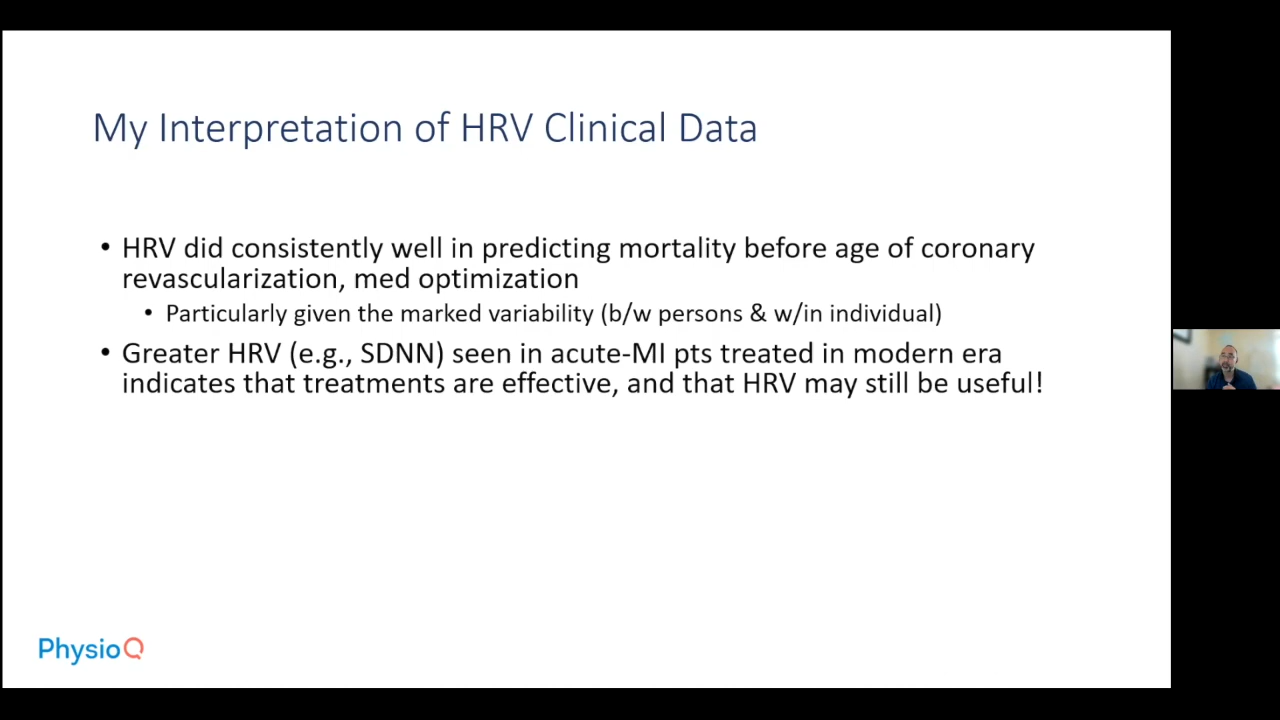 My Interpretation of HRV Clinical Data
• HRV did consistently well in predicting mortality before age of coronary
revascularization, med optimization
• Particularly given the marked variability (b/w persons & w/in individual)
• Greater HRV (e.g., SDNN) seen in acute-MI pts treated in modern era
indicates that treatments are effective, and that HRV may still be useful!
PhysioQ